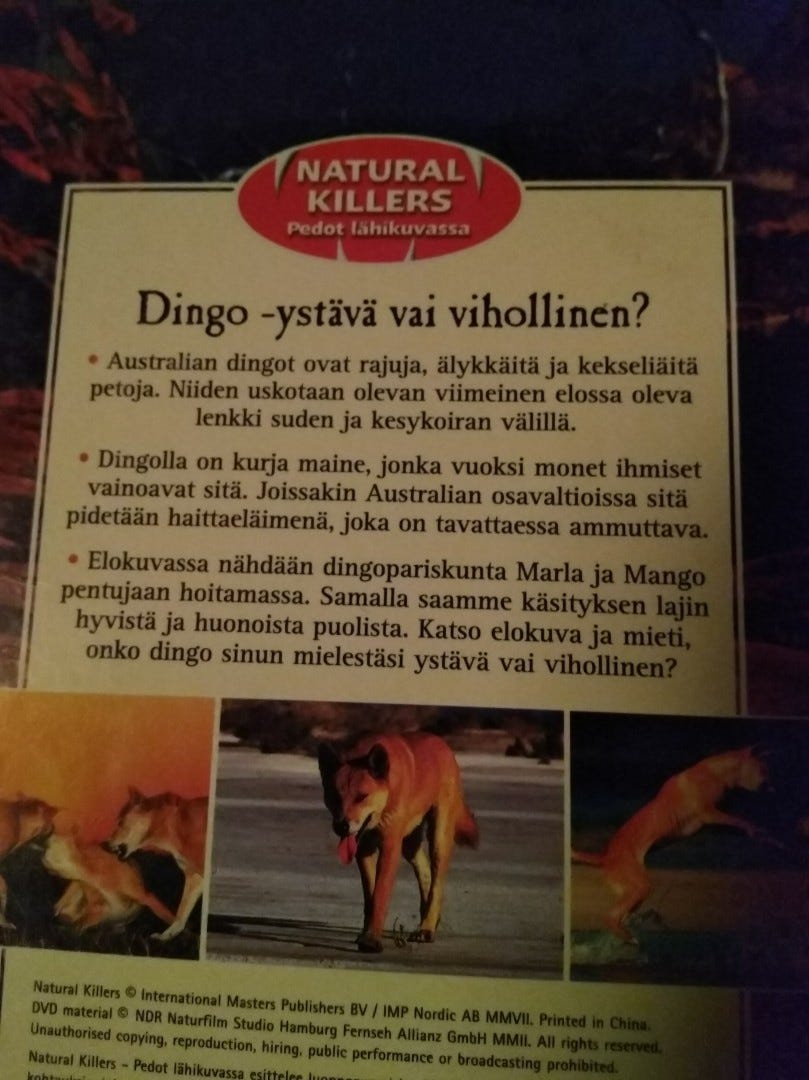 NATURAL
KILLERS
Pedot lähikuvassa
Dingo -ystävä vai vihollinen?
• Australian dingot ovat rajuja, älykkäitä ja kekseliäitä
petoja. Niiden uskotaan olevan viimeinen elossa oleva
lenkki suden ja kesykoiran välillä.
• Dingolla on kurja maine, jonka vuoksi monet ihmiset
vainoavat sitä. Joissakin Australian osavaltioissa sitä
pidetään haittaeläimenä, joka on tavattaessa ammuttava.
• Elokuvassa nähdään dingopariskunta Marla ja Mango
pentujaan hoitamassa. Samalla saamme käsityksen lajin
hyvistä ja huonoista puolista. Katso elokuva ja mieti,
onko dingo sinun mielestäsi ystävä vai vihollinen?
Natural Killers © International Masters Publishers BV / IMP Nordic AB MMVII. Printed in China.
DVD material © NDR Naturfilm Studio Hamburg Fernseh Allianz GmbH MMII. All rights reserved.
Unauthorised copying, reproduction, hiring, public performance or broadcasting prohibited.
Natural Killers – Pedot lähikuvassa esittelee